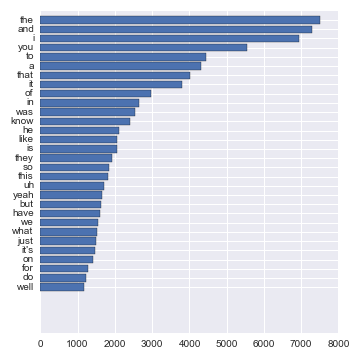 the
and
i
you
to
a
that
it
of
in
was
know
he
like
is
they
so
this
uh
yeah
but
have
we
what
just
it's
on
for
do
well
0 1000 2000 3000 4000 5000 6000 7000 8000